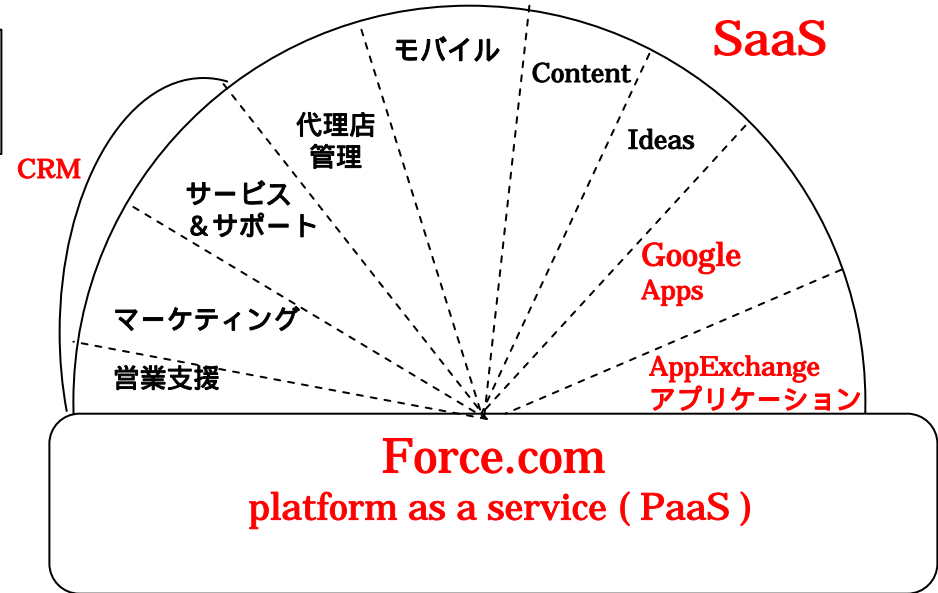 SaaS
モバイル
Content
代理店
管理
Ideas
CRM
サービス
&サポート
Google
Apps
マーケティング
営業支援
AppExchange
アプリケーション
Force.com
platform as a service ( PaaS )